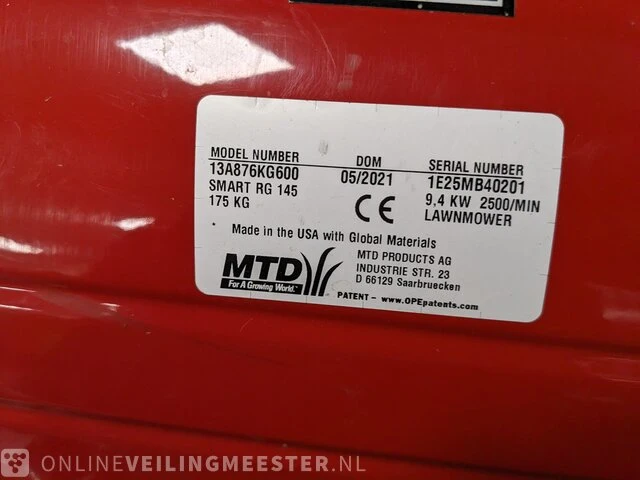 MODEL NUMBER DOM SERIAL NUMBER
13A876KG600 05/2021 1E25MB40201
SMART RG 145 9,4 KW 2500/MIN
175 KG CE LAWNMOWER
* Made in the USA with Global Materials
MTD PRODUCTS AG
MTD INDUSTRIE STR. 23
For A Growing World.™ D 66129 Saarbruecken
PATENT – www.OPEpatents.com
ONLINEVEILINGMEESTER.NL